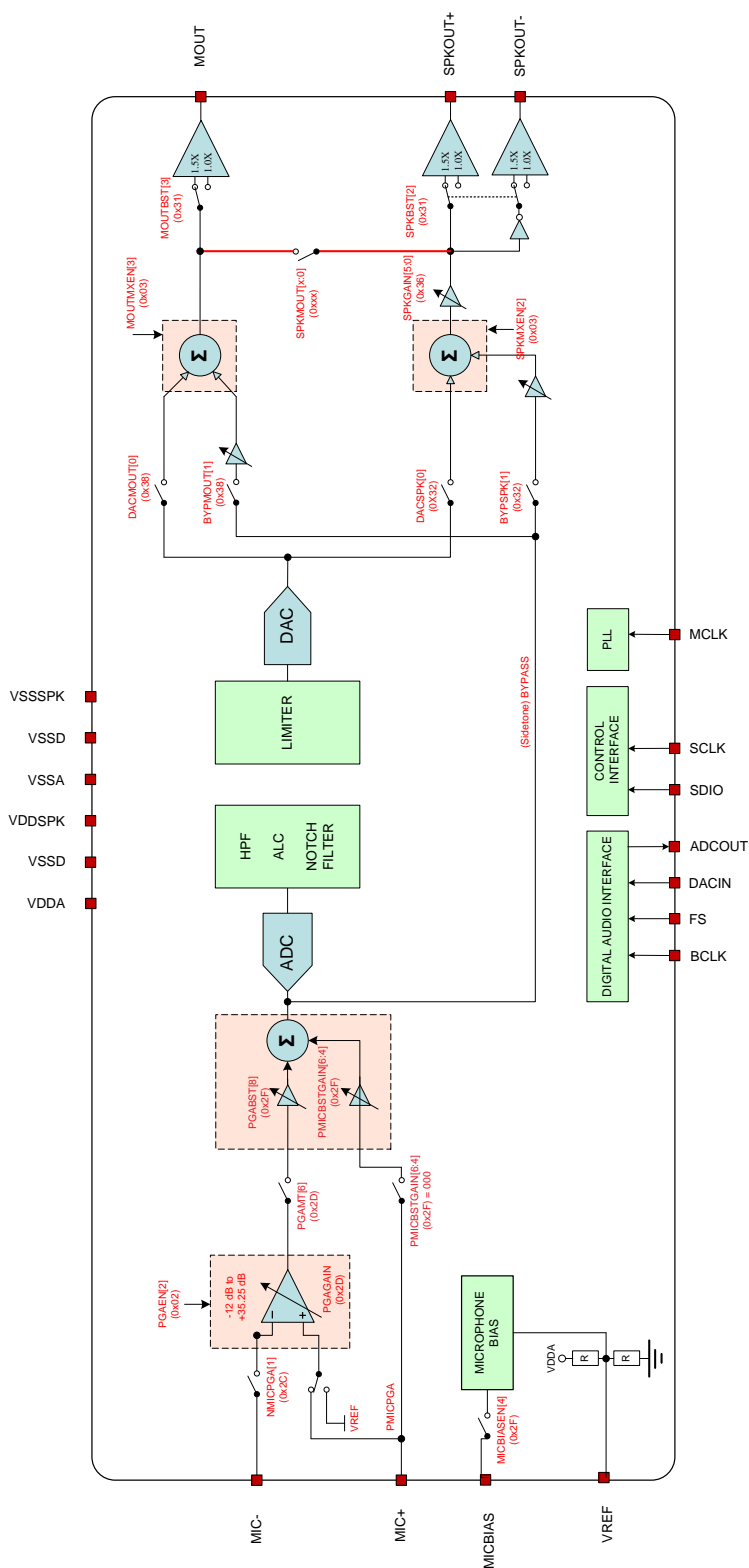 MOUT
SPKOUT+
SPKOUT-
1.5X
1.0X
MOUTBST[3]
(0x31)
1.5X
1.0X
SPKBST[2]
(0x31)
1.5X
1.0X
SPKMOUT[x:0]
(0xxx)
SPKGAIN[5:0]
(0x36)
MOUTMXEN[3]
(0x03)
Σ
Σ
SPKMXEN[2]
(0x03)
DACMOUT[0]
(0x38)
BYPMOUT[1]
(0x38)
DACSPK[0]
(0X32)
BYPSPK[1]
(0x32)
DAC
LIMITER
(Sidetone) BYPASS
PLL
MCLK
CONTROL
INTERFACE
SCLK
SDIO
DIGITAL AUDIO INTERFACE
ADCOUT
DACIN
FS
BCLK
VSSSPK
VSSD
VSSA
VDDSPK
VSSD
VDDA
HPF
ALC
NOTCH
FILTER
ADC
Σ
PGABST[8]
(0x2F)
PMICBSTGAIN[6:4]
(0x2F)
PGAMT[6]
(0x2D)
PMICBSTGAIN[6:4]
(0x2F) = 000
PGAEN[2]
(0x02)
-12 dB to
+35.25 dB
PGAGAIN
(0x2D)
−
+
NMICPGA[1]
(0x2C)
VREF
PMICPGA
MICROPHONE
BIAS
MICBIASEN[4]
(0x2F)
VDDA
R
R
MIC-
MIC+
MICBIAS
VREF